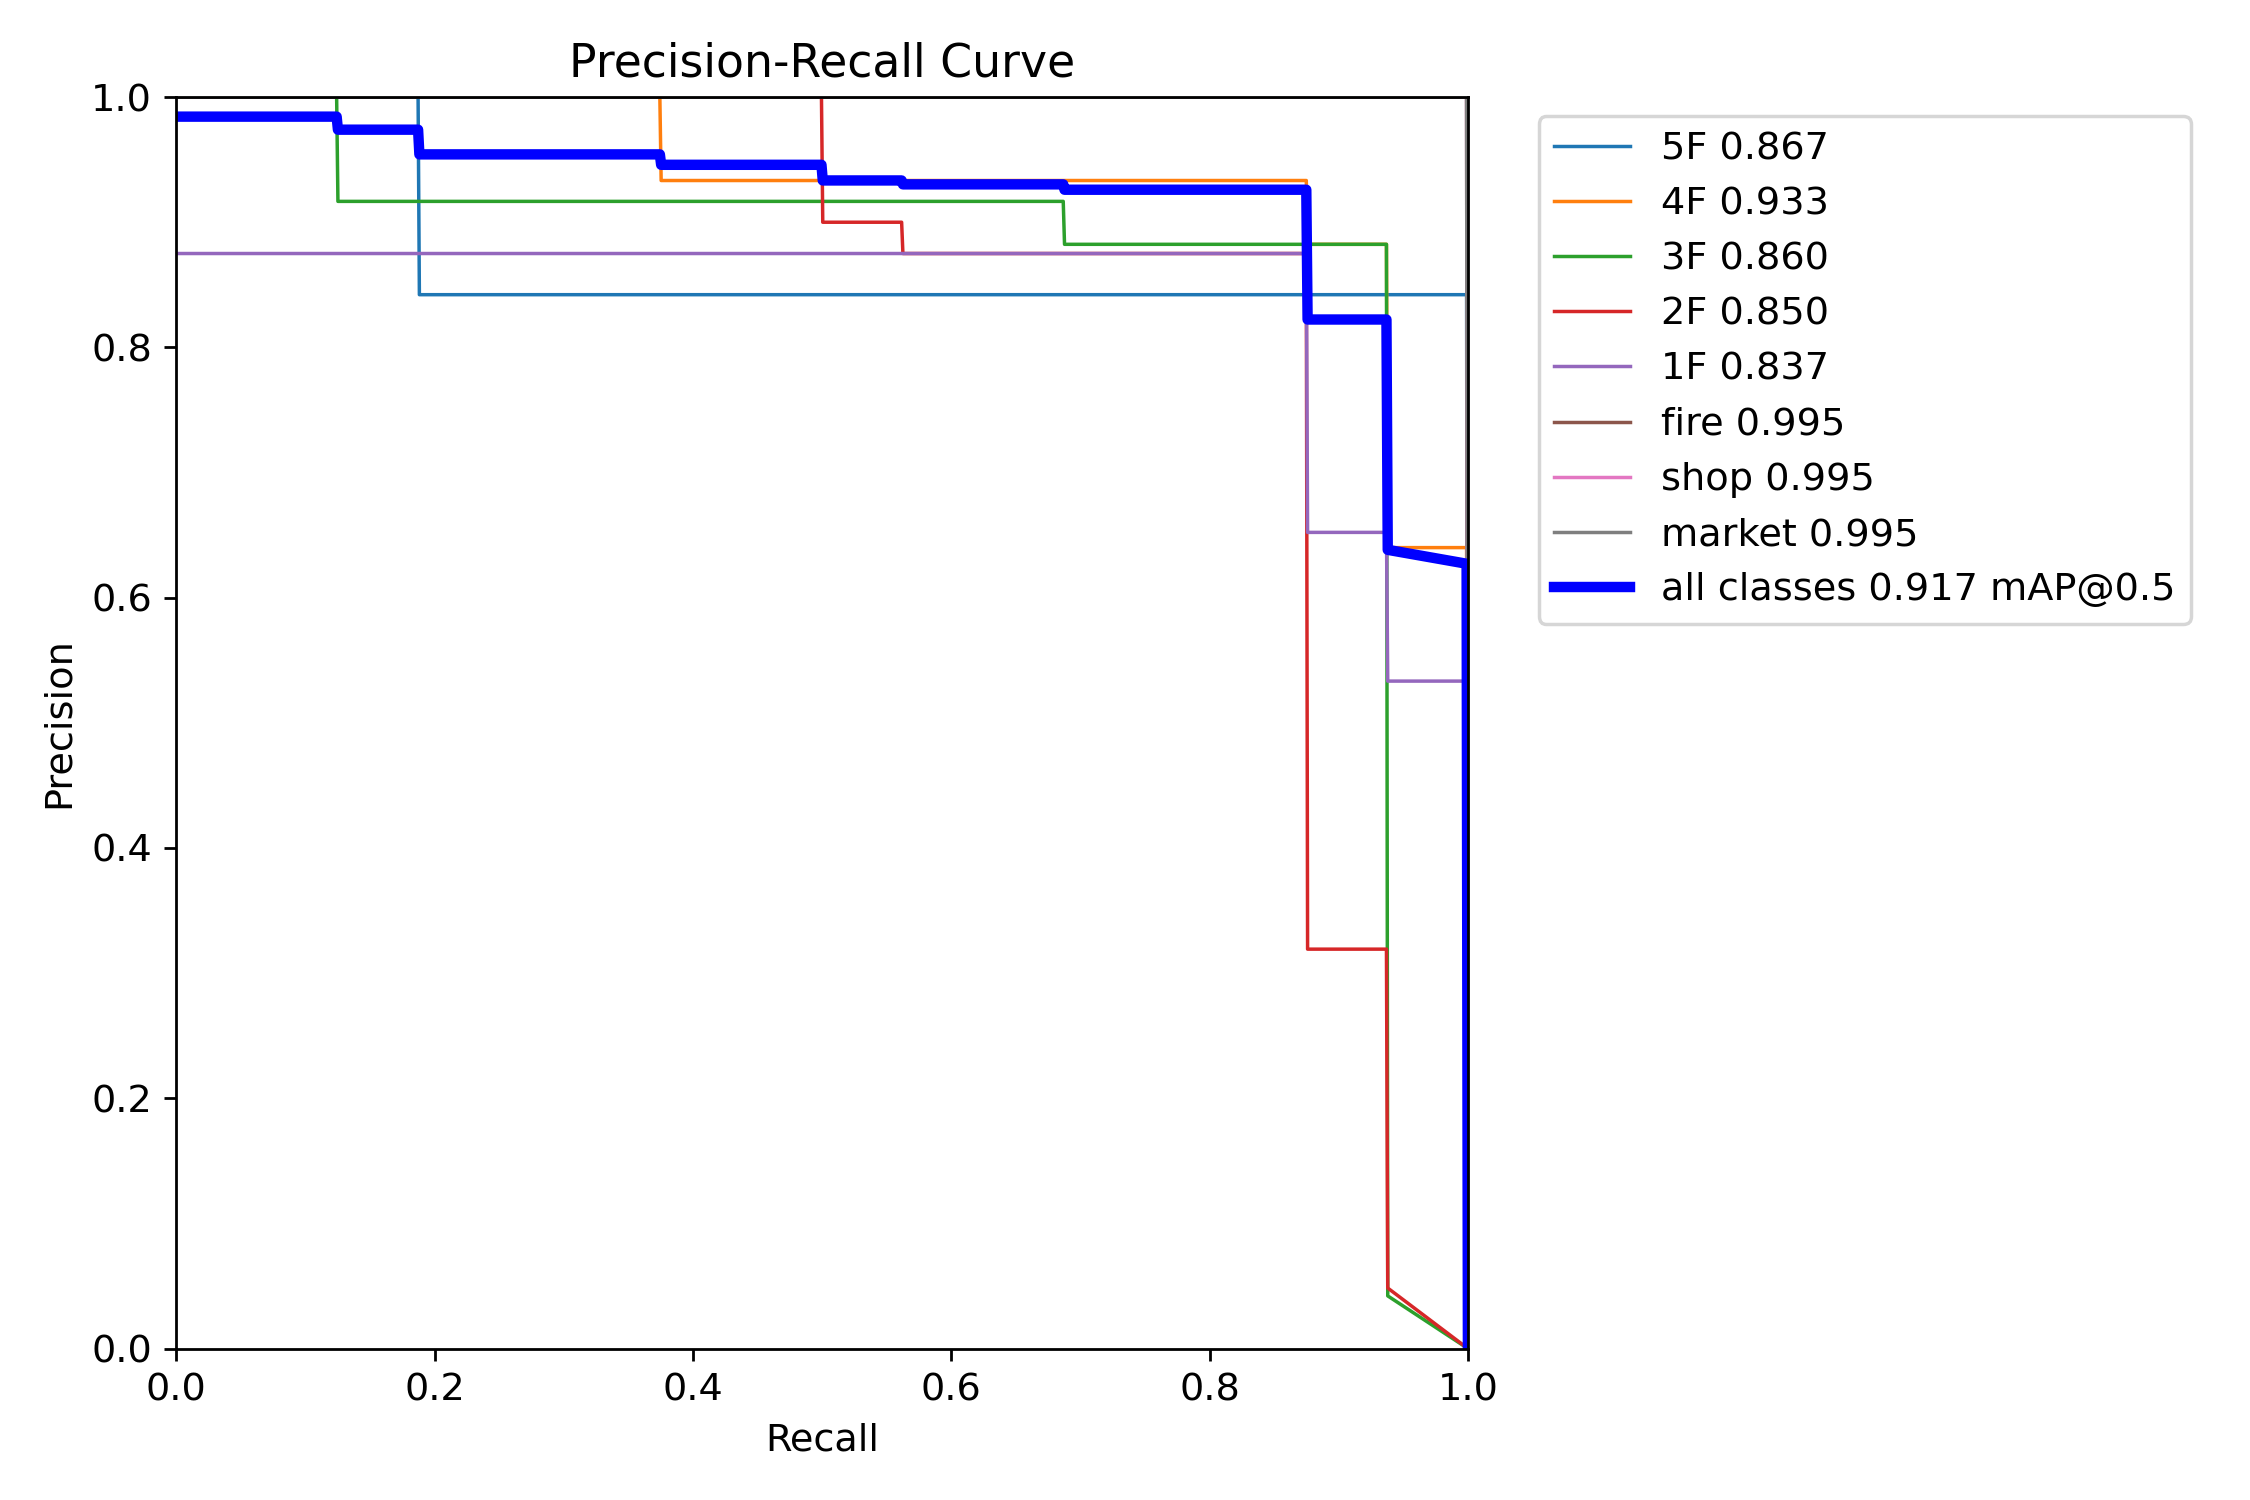 Precision-Recall Curve
1.0
0.8
0.6
0.4
0.2
0.0
Precision
0.0 0.2 0.4 0.6 0.8 1.0
Recall
5F 0.867
4F 0.933
3F 0.860
2F 0.850
1F 0.837
fire 0.995
shop 0.995
market 0.995
all classes 0.917 mAP@0.5